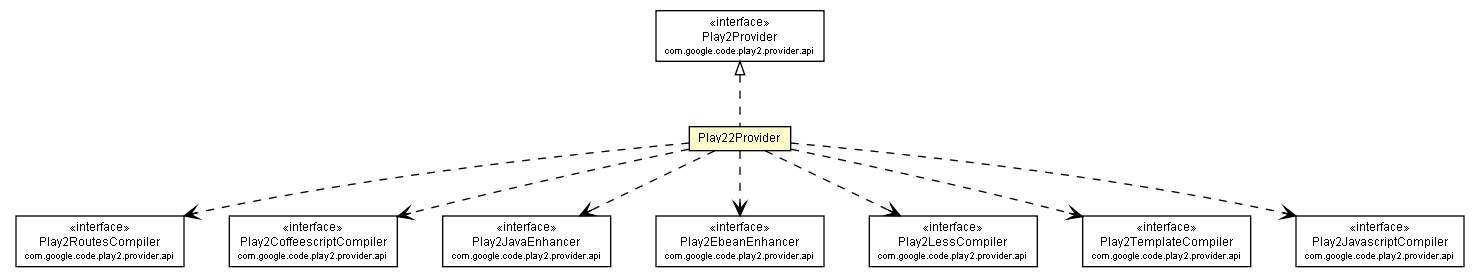 «interface»
Play2Provider
com.google.code.play2.provider.api
Play22Provider
«interface»
Play2RoutesCompiler
com.google.code.play2.provider.api
«interface»
Play2CoffeescriptCompiler
com.google.code.play2.provider.api
«interface»
Play2JavaEnhancer
com.google.code.play2.provider.api
«interface»
Play2EbeanEnhancer
com.google.code.play2.provider.api
«interface»
Play2LessCompiler
com.google.code.play2.provider.api
«interface»
Play2TemplateCompiler
com.google.code.play2.provider.api
«interface»
Play2JavascriptCompiler
com.google.code.play2.provider.api